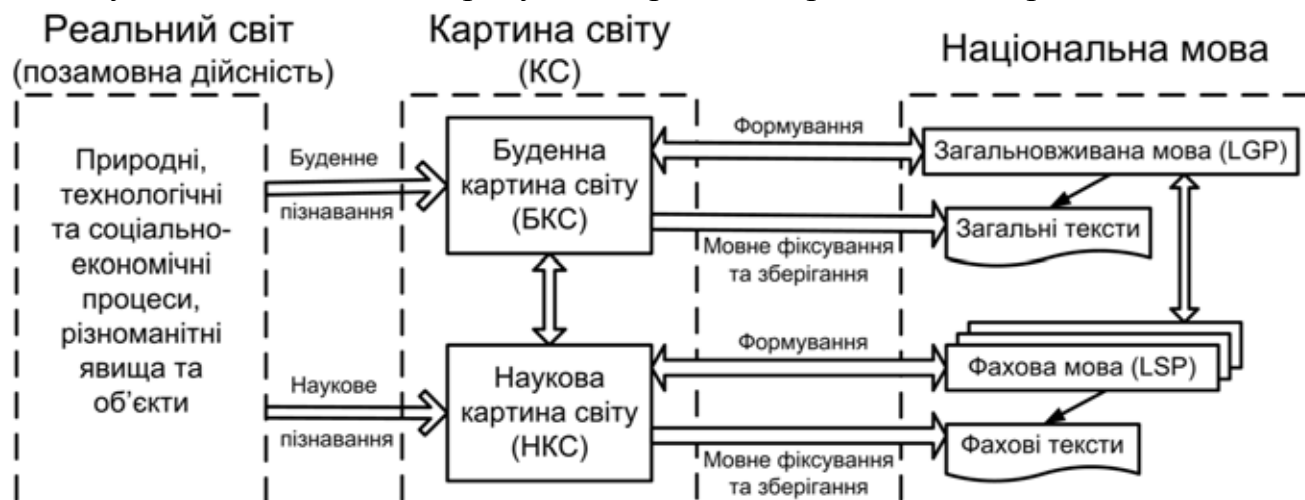 Реальний світ
(позамовна дійсність)
Картина світу
(КС)
Національна мова
Природні,
технологічні
та соціально-
економічні
процеси,
різноманітні
явища та
об’єкти
Буденне
пізнавання
Наукове
пізнавання
Буденна
картина світу
(БКС)
Наукова
картина світу
(НКС)
Формування
Мовне фіксування
та зберігання
Формування
Мовне фіксування
та зберігання
Загальновживана мова (LGP)
Загальні тексти
Фахова мова (LSP)
Фахові тексти